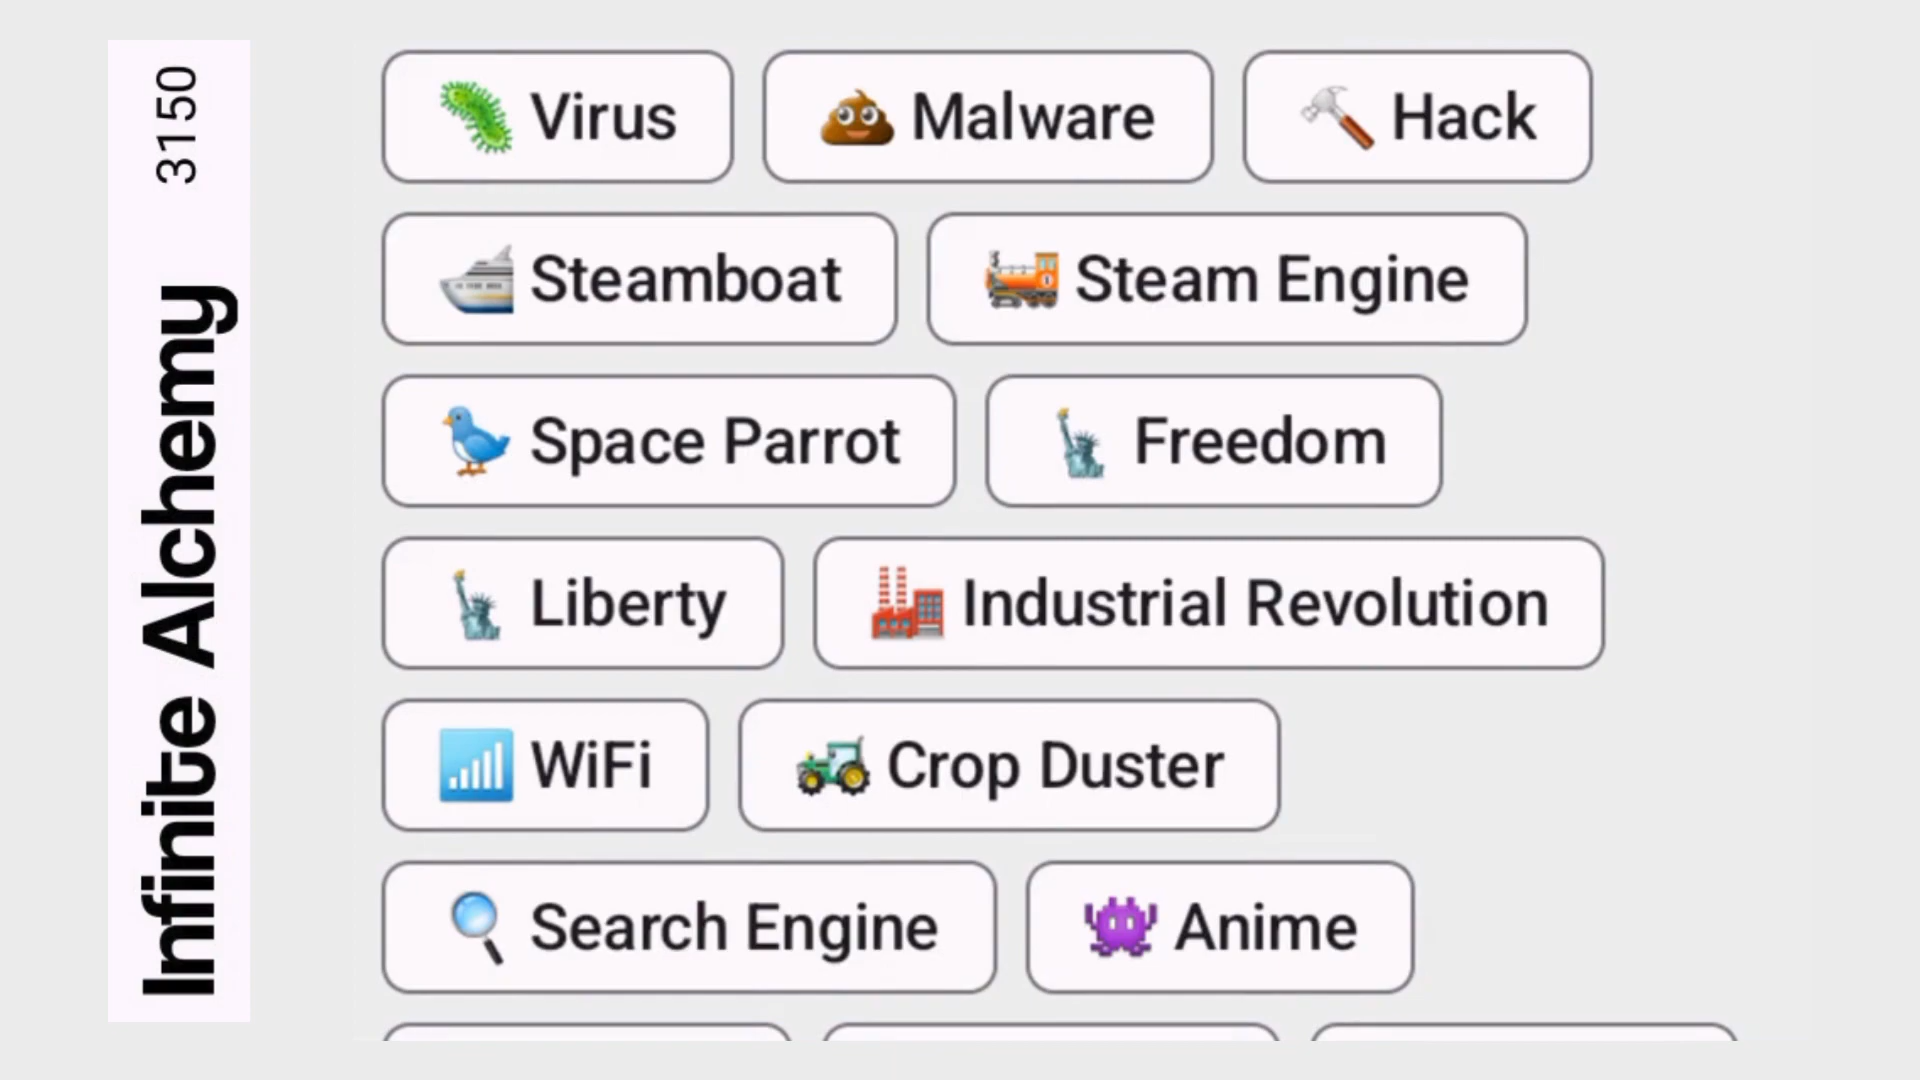 Infinite Alchemy 3150
Virus Malware Hack
Steamboat Steam Engine
Space Parrot Freedom
Liberty Industrial Revolution
WiFi Crop Duster
Search Engine Anime